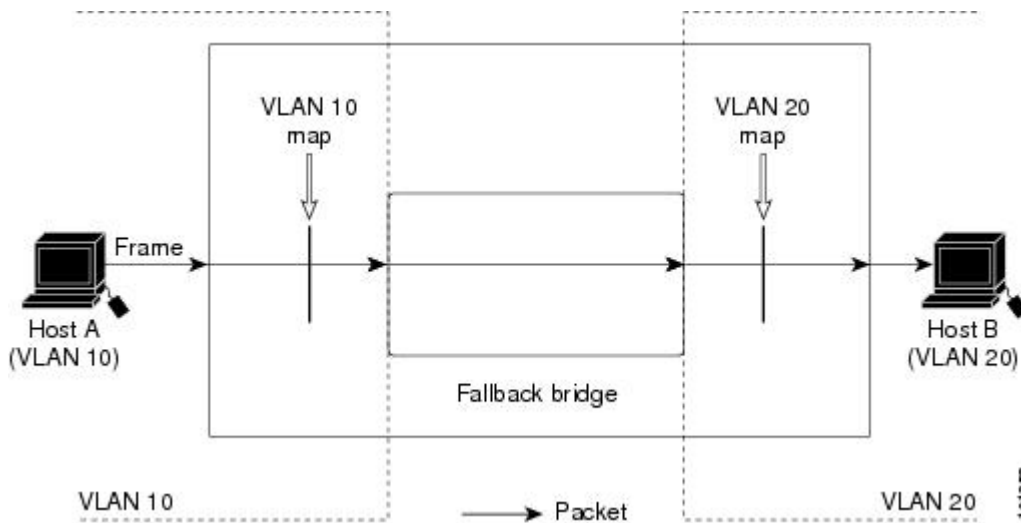 VLAN 10
map
VLAN 20
map
Frame
Host A
(VLAN 10)
Host B
(VLAN 20)
Fallback bridge
VLAN 10
Packet
VLAN 20